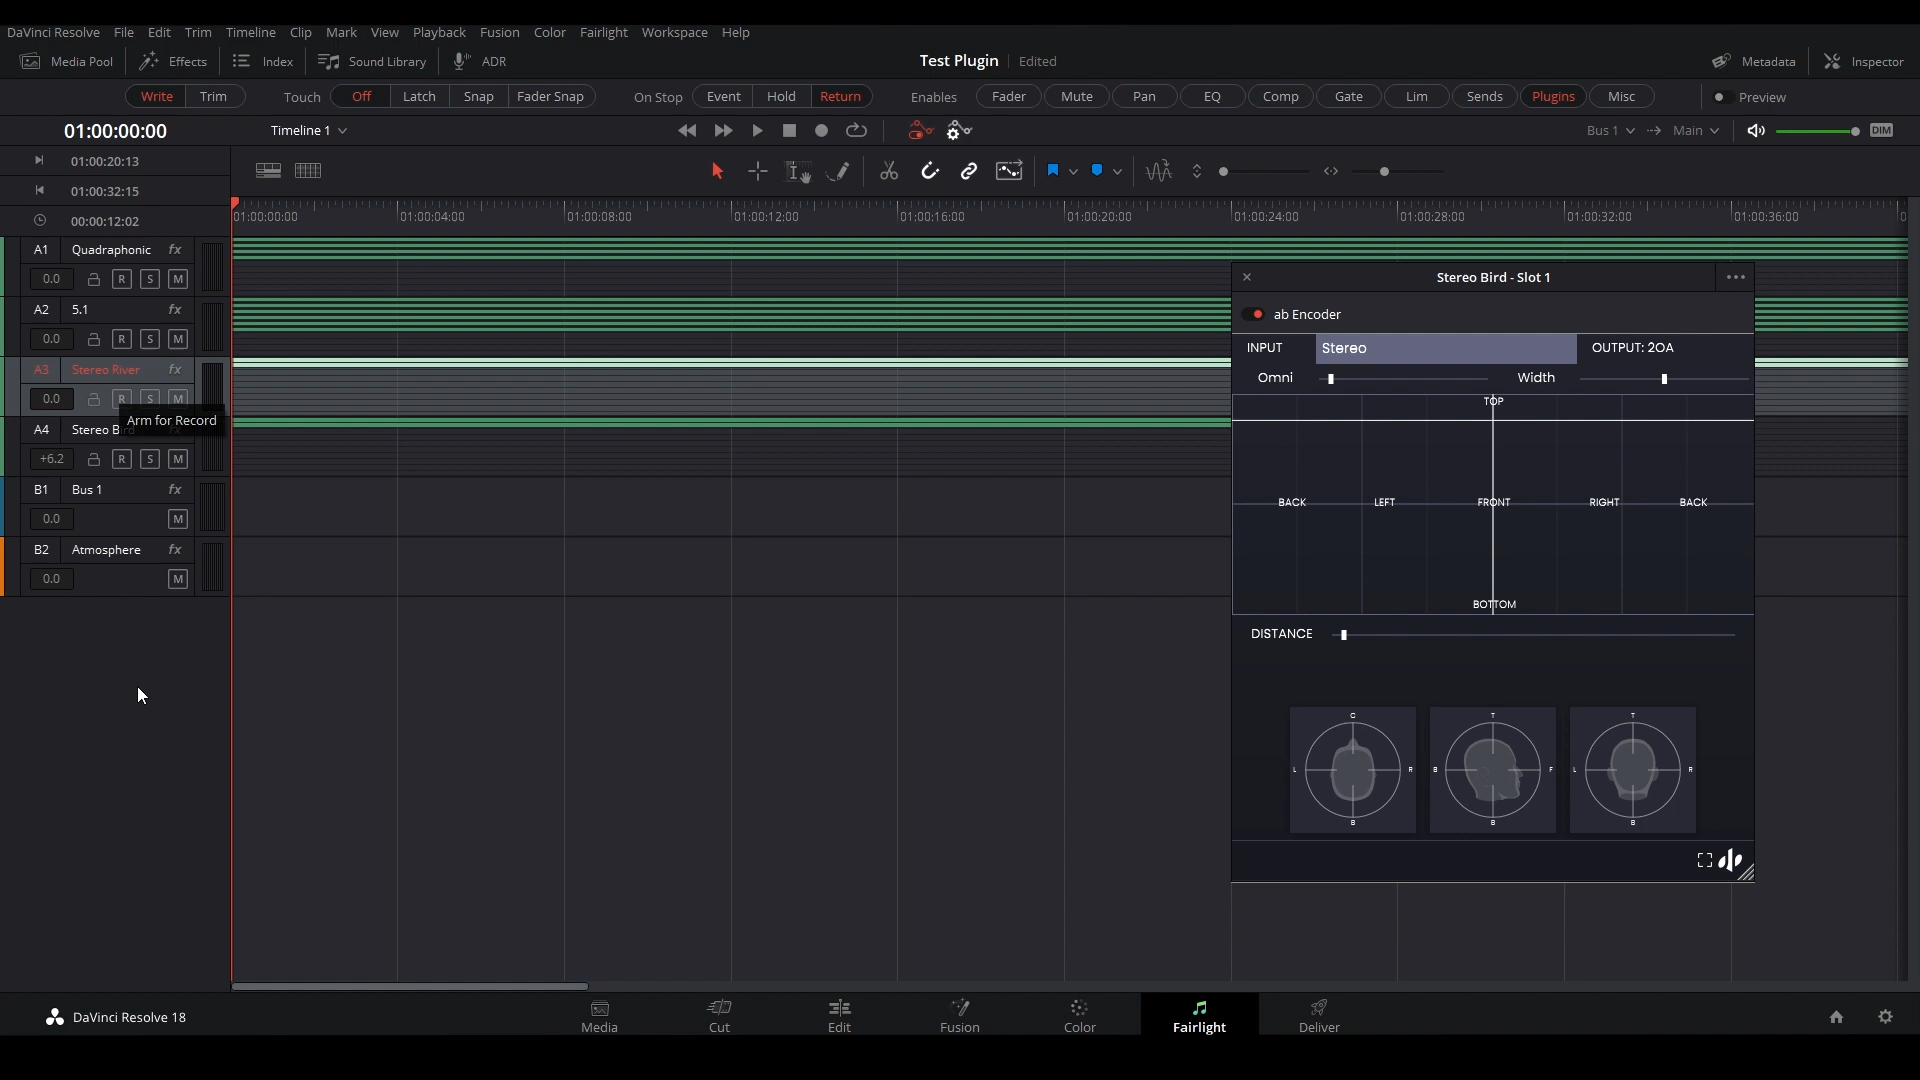 DaVinci Resolve File Edit Trim Timeline Clip Mark View Playback Fusion Color Fairlight Workspace Help
Media Pool Effects Index Sound Library ADR Test Plugin Edited Metadata Inspector
Write Trim Touch Off Latch Snap Fader Snap On Stop Event Hold Return Enables Fader Mute Pan EQ Comp Gate Lim Sends Plugins Misc Preview
01:00:00:00 Timeline 1 Bus 1 Main DIM
01:00:20:13
01:00:32:15
00:00:12:02
01:00:00:00 01:00:04:00 01:00:08:00 01:00:12:00 01:00:16:00 01:00:20:00 01:00:24:00 01:00:28:00 01:00:32:00 01:00:36:00 0
A1 Quadraphonic fx
0.0 R S M
A2 5.1 fx
0.0 R S M
A3 Stereo River fx
0.0 R S M
Arm for Record
A4 Stereo B
+6.2 R S M
B1 Bus 1 fx
0.0 M
B2 Atmosphere fx
0.0 M
Stereo Bird - Slot 1
ab Encoder
INPUT Stereo OUTPUT: 2OA
Omni Width
TOP
BACK LEFT FRONT RIGHT BACK
BOTTOM
DISTANCE
C T T
L R B F L R
B B B
DaVinci Resolve 18 Media Cut Edit Fusion Color Fairlight Deliver